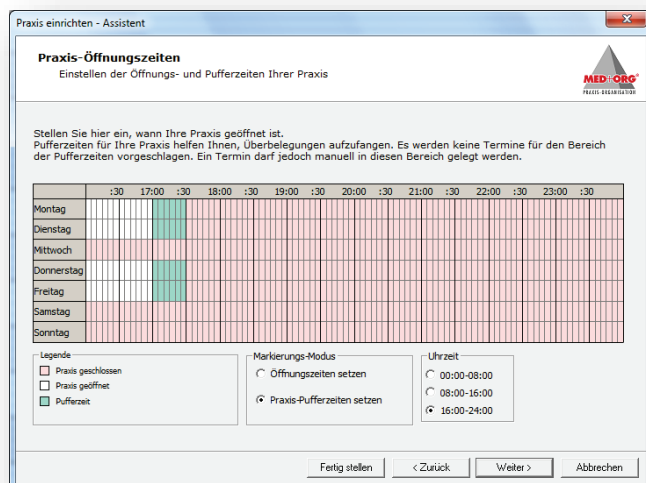 Praxis einrichten - Assistent
Praxis-Öffnungszeiten
Einstellen der Öffnungs- und Pufferzeiten Ihrer Praxis
MED+ORG®
PRAXIS-ORGANISATION
Stellen Sie hier ein, wann Ihre Praxis geöffnet ist.
Pufferzeiten für Ihre Praxis helfen Ihnen, Überbelegungen aufzufangen. Es werden keine Termine für den Bereich
der Pufferzeiten vorgeschlagen. Ein Termin darf jedoch manuell in diesen Bereich gelegt werden.
:30 17:00 :30 18:00 :30 19:00 :30 20:00 :30 21:00 :30 22:00 :30 23:00 :30
Montag
Dienstag
Mittwoch
Donnerstag
Freitag
Samstag
Sonntag
Legende
Praxis geschlossen
Praxis geöffnet
Pufferzeit
Markierungs-Modus
Öffnungszeiten setzen
Praxis-Pufferzeiten setzen
Uhrzeit
00:00-08:00
08:00-16:00
16:00-24:00
Fertig stellen < Zurück Weiter > Abbrechen